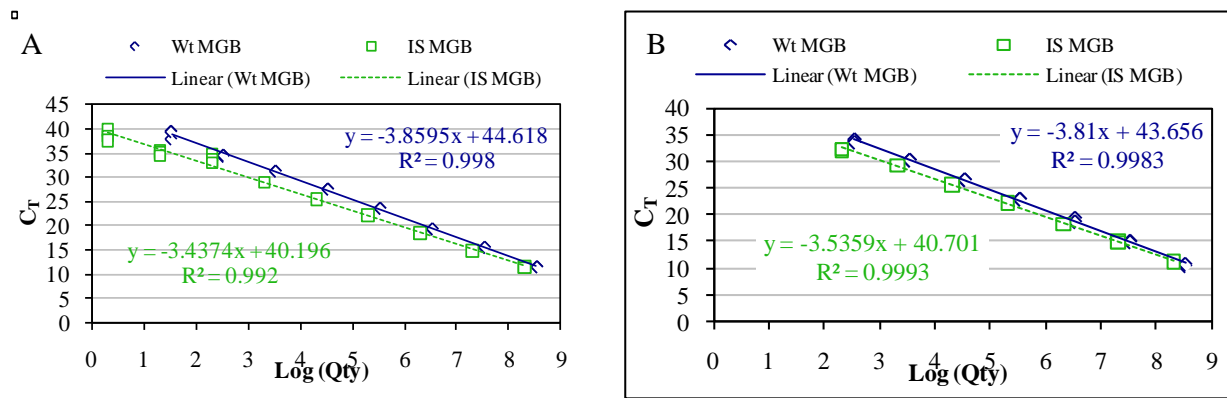 A
Wt MGB
IS MGB
Linear (Wt MGB)
Linear (IS MGB)
45
40
35
30
25
20
15
10
5
0
C_T
y = -3.8595x + 44.618
R² = 0.998
y = -3.4374x + 40.196
R² = 0.992
0 1 2 3 4 5 6 7 8 9
Log (Qty)
B
Wt MGB
IS MGB
Linear (Wt MGB)
Linear (IS MGB)
40
35
30
25
20
15
10
5
0
C_T
y = -3.81x + 43.656
R² = 0.9983
y = -3.5359x + 40.701
R² = 0.9993
0 1 2 3 4 5 6 7 8 9
Log (Qty)